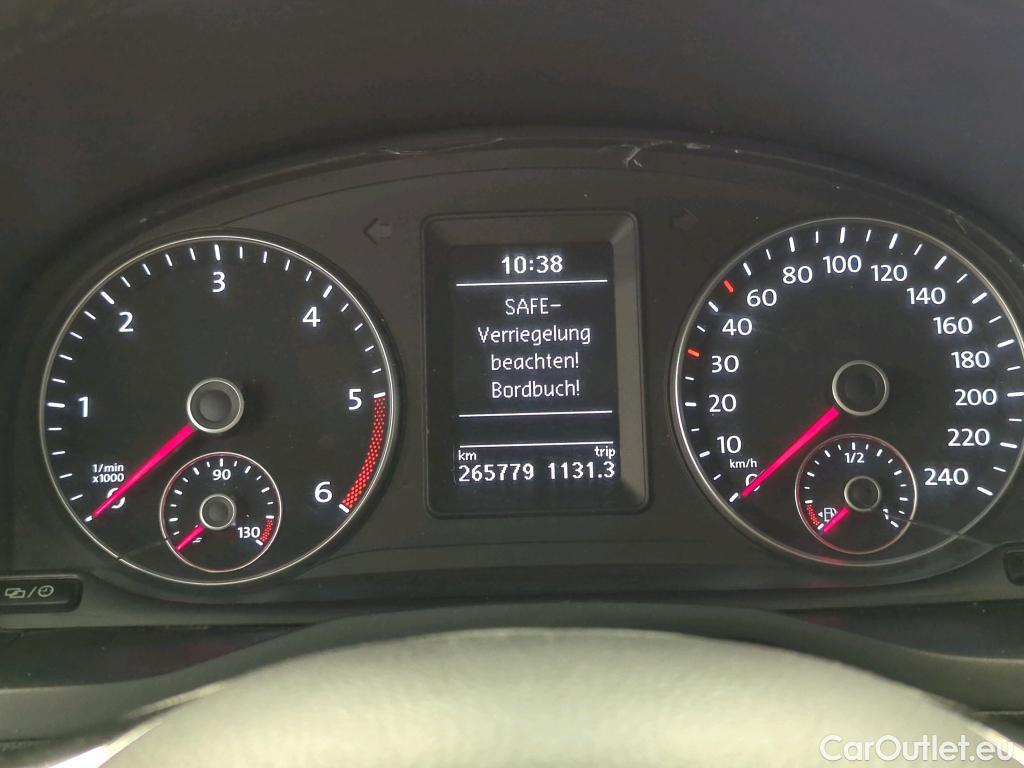 10:38
SAFE-
Verriegelung
beachten!
Bordbuch!
km trip
265779 1131.3
1/min
x1000
0 1 2 3 4 5 6
90 130
km/h
0 10 20 30 40 60 80 100 120 140 160 180 200 220 240
1/2
CarOutlet.eu